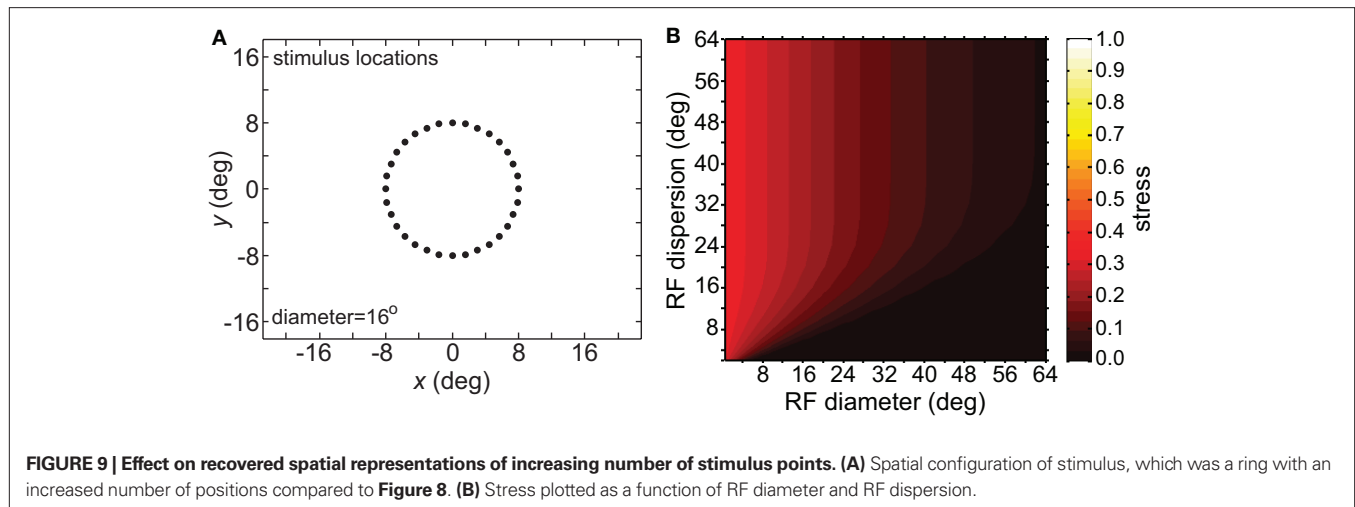 A
16
stimulus locations
8
0
-8
-16
diameter=16°
y (deg)
-16 -8 0 8 16
x (deg)
B
64
56
48
40
32
24
16
8
RF dispersion (deg)
8 16 24 32 40 48 56 64
RF diameter (deg)
1.0
0.9
0.8
0.7
0.6
0.5
0.4
0.3
0.2
0.1
0.0
stress
FIGURE 9 | Effect on recovered spatial representations of increasing number of stimulus points. (A) Spatial configuration of stimulus, which was a ring with an
increased number of positions compared to Figure 8. (B) Stress plotted as a function of RF diameter and RF dispersion.